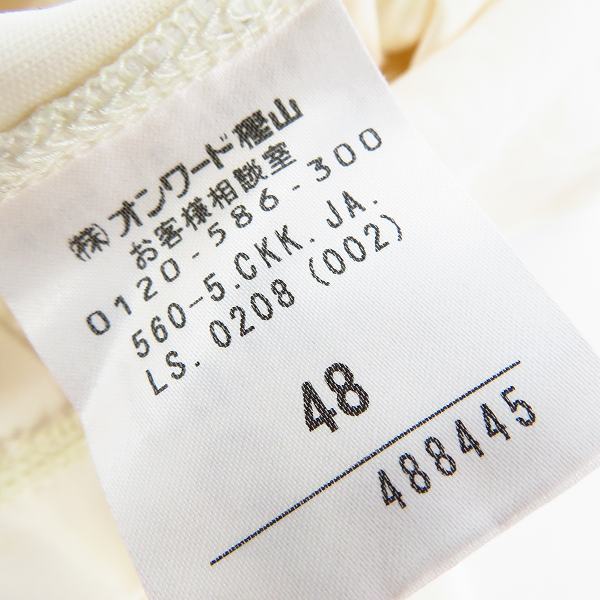 (株)オンワード樫山
お客様相談室
0120-586-300
560-5.CKK.JA.
LS.0208(002)
48
488445